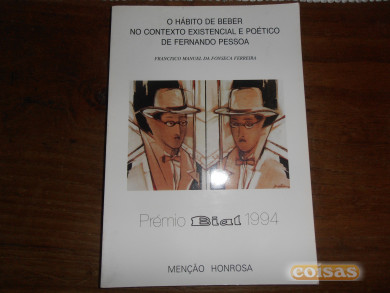 O HÁBITO DE BEBER
NO CONTEXTO EXISTENCIAL E POÉTICO
DE FERNANDO PESSOA
FRANCISCO MANUEL DA FONSECA FERREIRA
Prémio Bial 1994
MENÇÃO HONROSA
coisas